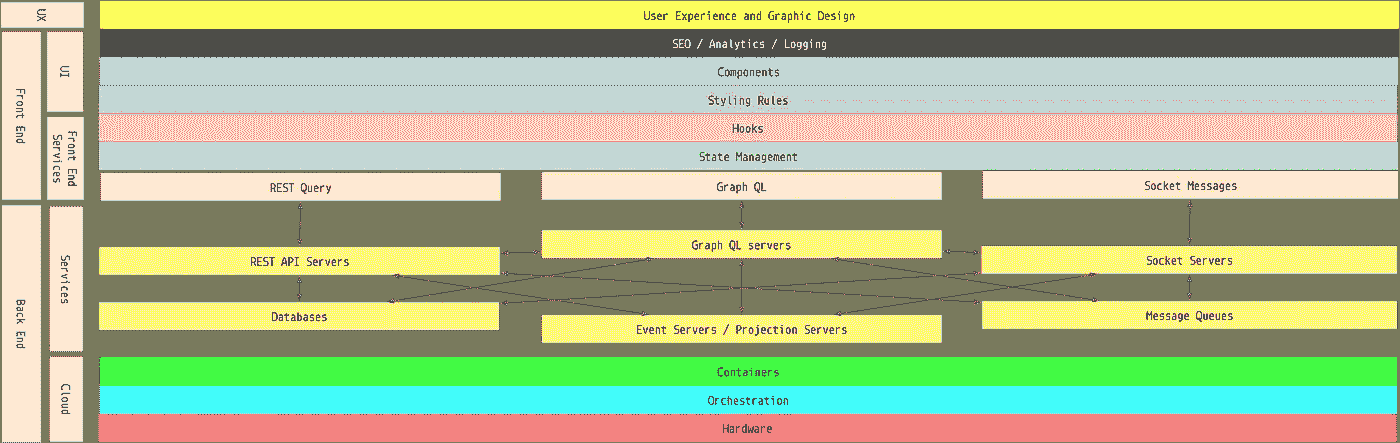 UX
User Experience and Graphic Design
Front End
UI
SEO / Analytics / Logging
Components
Styling Rules
Front End
Services
Hooks
State Management
REST Query
Graph QL
Socket Messages
Back End
Services
REST API Servers
Graph QL servers
Socket Servers
Databases
Event Servers / Projection Servers
Message Queues
Cloud
Containers
Orchestration
Hardware